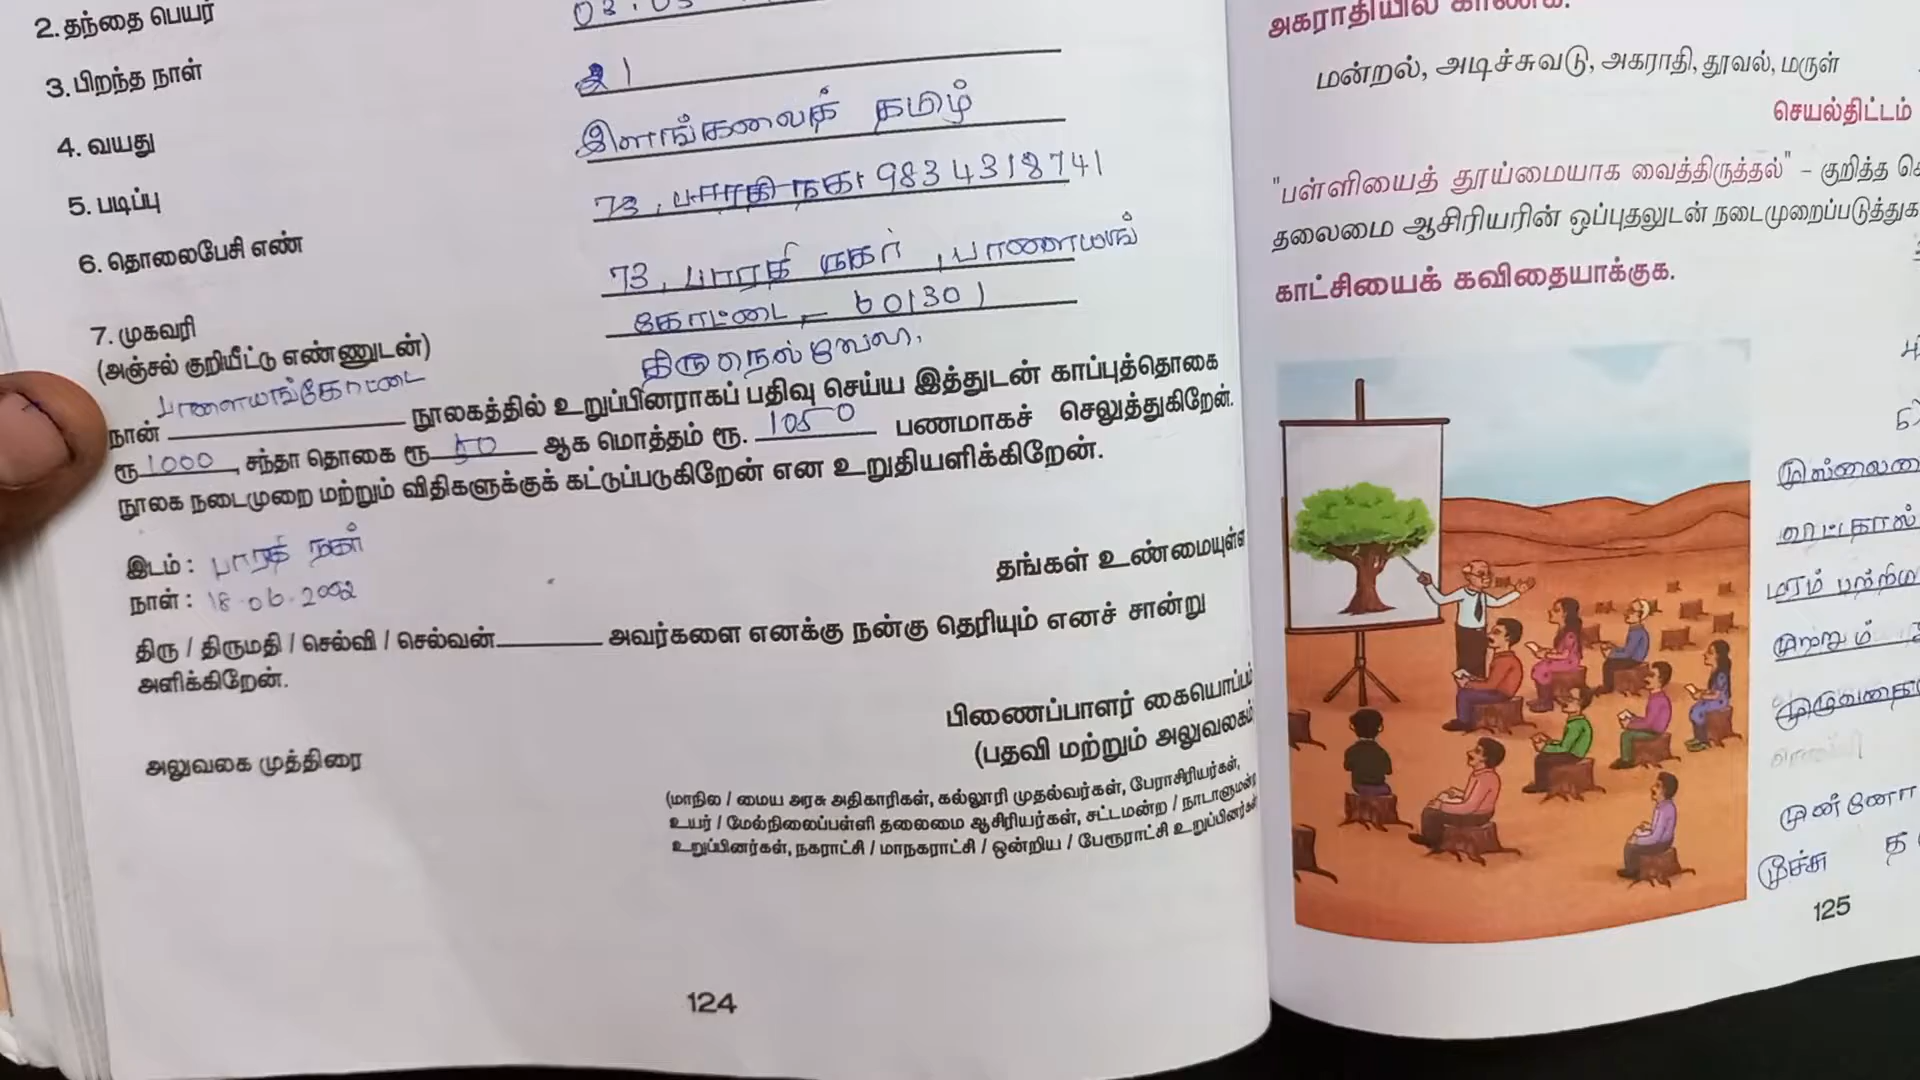 2. தந்தை பெயர்
3. பிறந்த நாள்
21
4. வயது
இளங்கலைத் தமிழ்
5. படிப்பு
73, பாரதி நகர் 9834318741
6. தொலைபேசி எண்
73, பாரதி நகர், பாளையங்
7. முகவரி
கோட்டை – 601301
(அஞ்சல் குறியீட்டு எண்ணுடன்)
திருநெல்வேலி.
பாளையங்கோட்டை
நான் நூலகத்தில் உறுப்பினராகப் பதிவு செய்ய இத்துடன் காப்புத்தொகை
ரூ 1000, சந்தா தொகை ரூ 50 ஆக மொத்தம் ரூ. 1050 பணமாகச் செலுத்துகிறேன்.
நூலக நடைமுறை மற்றும் விதிகளுக்குக் கட்டுப்படுகிறேன் என உறுதியளிக்கிறேன்.
இடம் : பாரதி நகர்
தங்கள் உண்மையுள்ள
நாள் : 18.06.2002
திரு / திருமதி / செல்வி / செல்வன் அவர்களை எனக்கு நன்கு தெரியும் எனச் சான்று
அளிக்கிறேன்.
பிணைப்பாளர் கையொப்பம்
(பதவி மற்றும் அலுவலகம்
அலுவலக முத்திரை
(மாநில / மைய அரசு அதிகாரிகள், கல்லூரி முதல்வர்கள், பேராசிரியர்கள்,
உயர் / மேல்நிலைப்பள்ளி தலைமை ஆசிரியர்கள், சட்டமன்ற / நாடாளுமன்ற
உறுப்பினர்கள், நகராட்சி / மாநகராட்சி / ஒன்றிய / பேரூராட்சி உறுப்பினர்கள்
124
அகராதியில் காண்க.
மன்றல், அடிச்சுவடு, அகராதி, தூவல், மருள்
செயல்திட்டம்
"பள்ளியைத் தூய்மையாக வைத்திருத்தல்" – குறித்த செ
தலைமை ஆசிரியரின் ஒப்புதலுடன் நடைமுறைப்படுத்துக
காட்சியைக் கவிதையாக்குக.
மரம்
முன்னோ
மூச்சு த
125